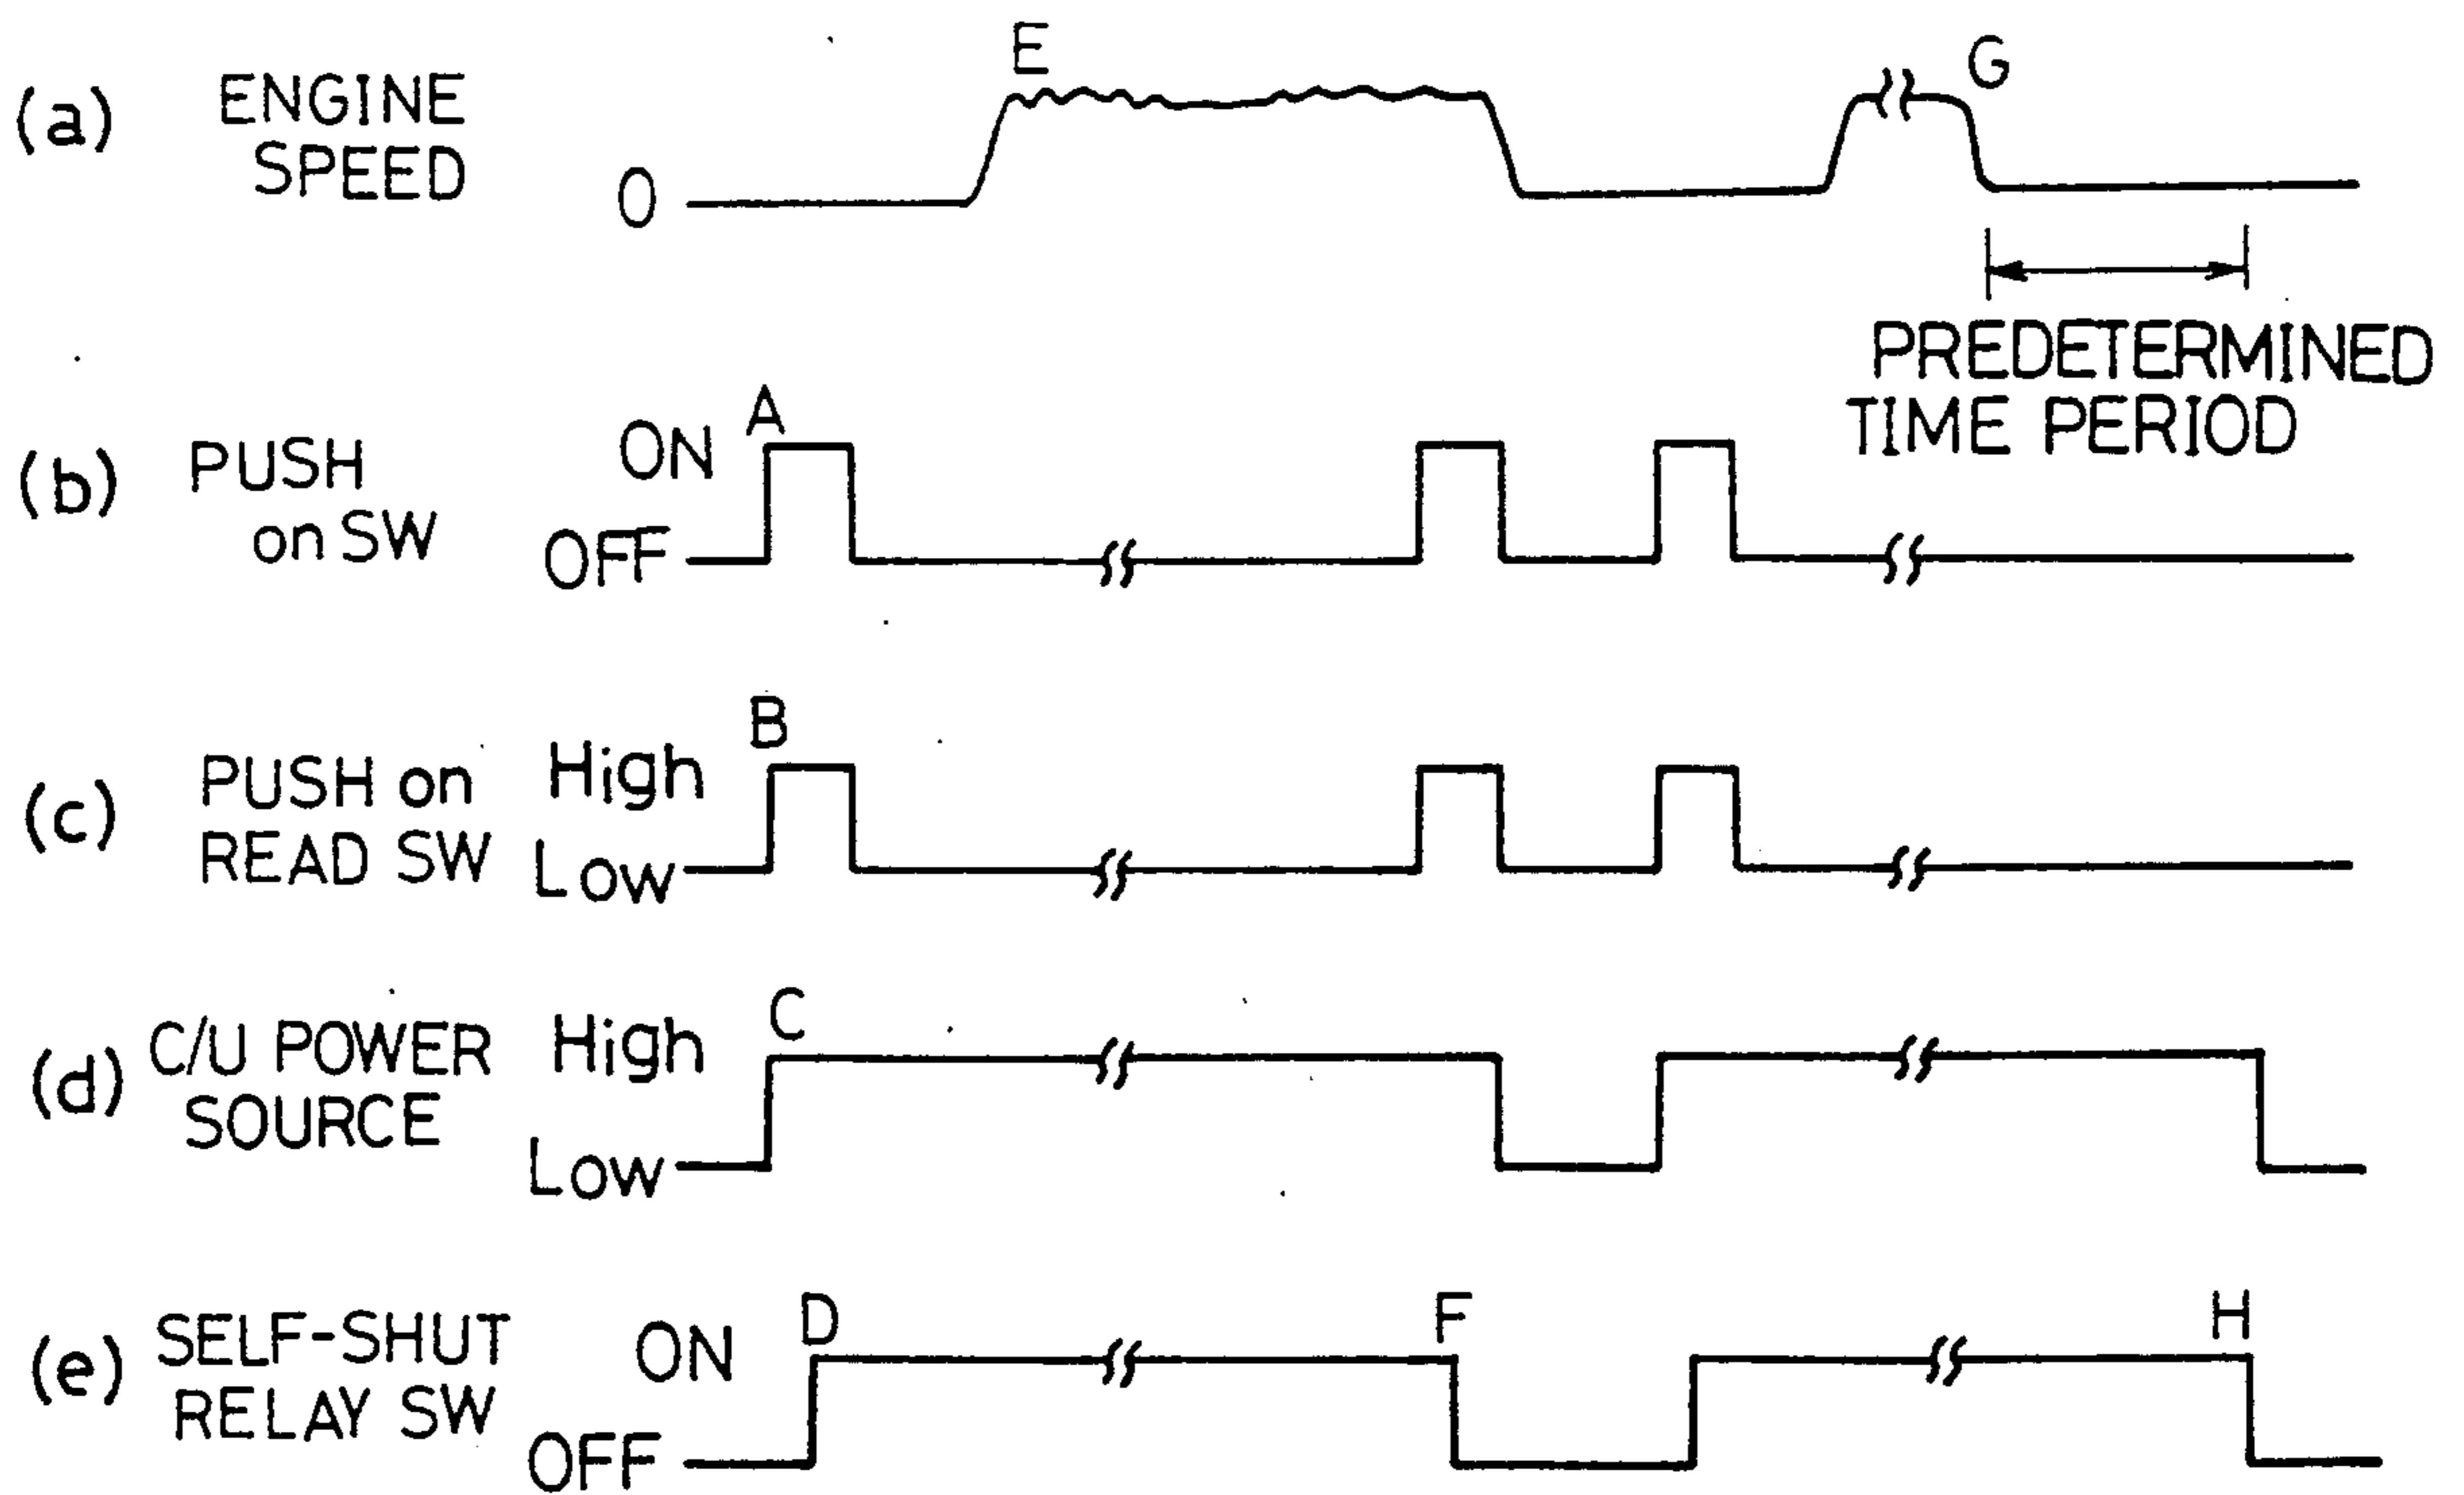 E
G
(a) ENGINE
SPEED
0
PREDETERMINED
TIME PERIOD
A
(b) PUSH
on SW
ON
OFF
B
(c) PUSH on
READ SW
High
Low
C
(d) C/U POWER
SOURCE
High
Low
D
F
H
(e) SELF-SHUT
RELAY SW
ON
OFF